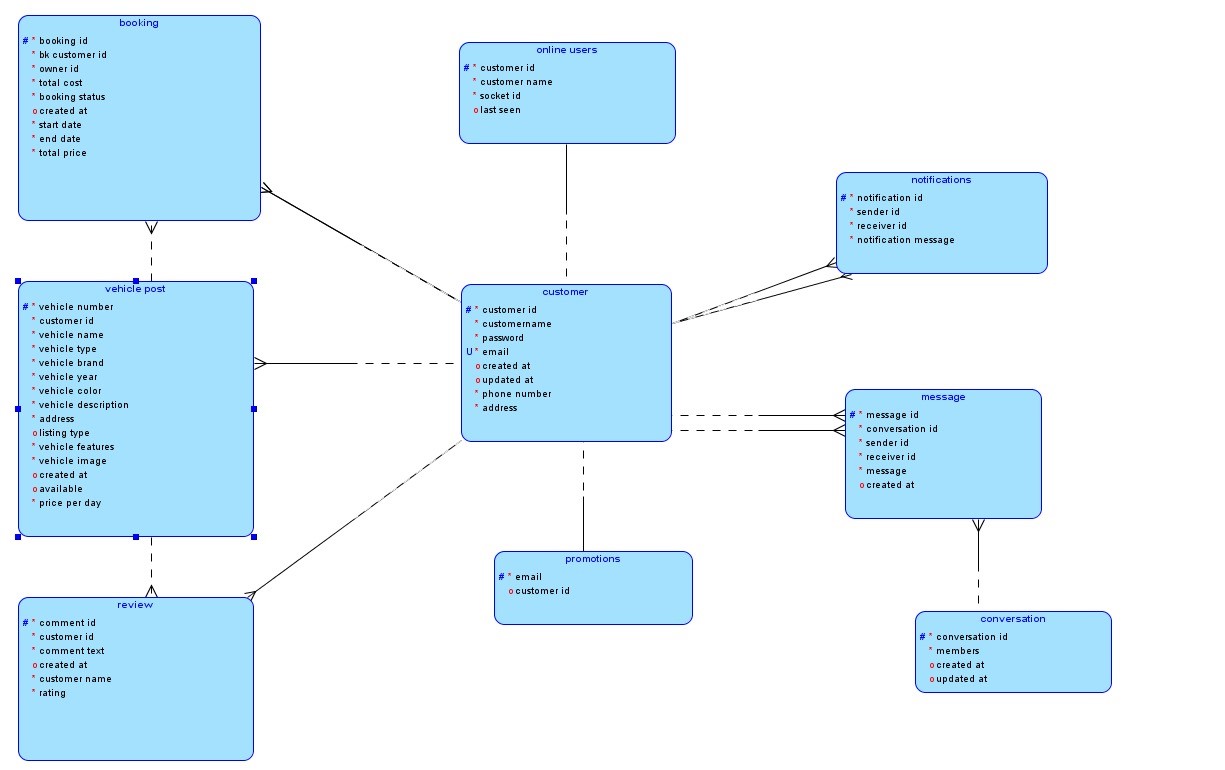 booking
# * booking id
* bk customer id
* owner id
* total cost
* booking status
o created at
* start date
* end date
* total price
online users
# * customer id
* customer name
* socket id
o last seen
notifications
# * notification id
* sender id
* receiver id
* notification message
vehicle post
# * vehicle number
* customer id
* vehicle name
* vehicle type
* vehicle brand
* vehicle year
* vehicle color
* vehicle description
* address
o listing type
* vehicle features
* vehicle image
o created at
o available
* price per day
customer
# * customer id
* customername
* password
U * email
o created at
o updated at
* phone number
* address
message
# * message id
* conversation id
* sender id
* receiver id
* message
o created at
promotions
# * email
o customer id
review
# * comment id
* customer id
* comment text
o created at
* customer name
* rating
conversation
# * conversation id
* members
o created at
o updated at